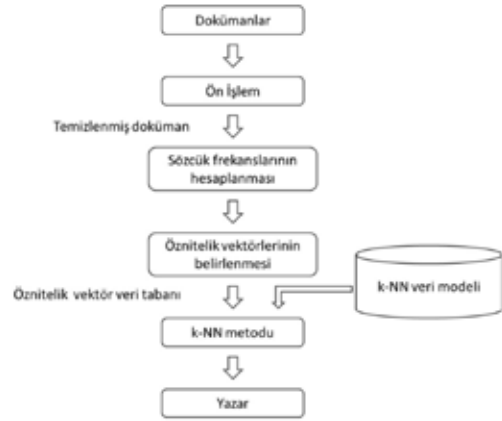 Dokümanlar
Ön İşlem
Temizlenmiş doküman
Sözcük frekanslarının
hesaplanması
Öznitelik vektörlerinin
belirlenmesi
Öznitelik vektör veri tabanı
k-NN veri modeli
k-NN metodu
Yazar